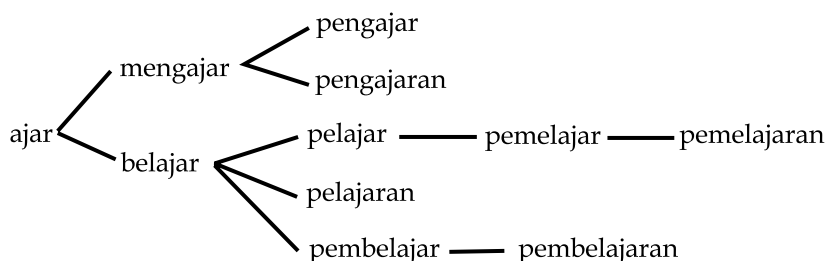 pengajar
mengajar
pengajaran
ajar
pelajar pemelajar pemelajaran
belajar
pelajaran
pembelajar pembelajaran